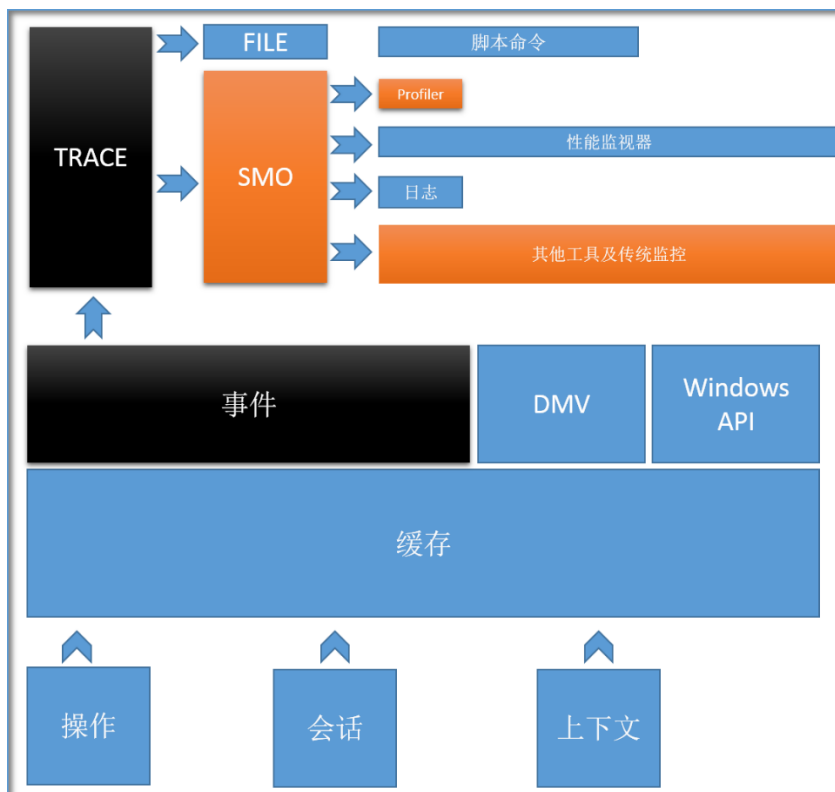 TRACE
FILE
脚本命令
SMO
Profiler
性能监视器
日志
其他工具及传统监控
事件
DMV
Windows
API
缓存
操作
会话
上下文